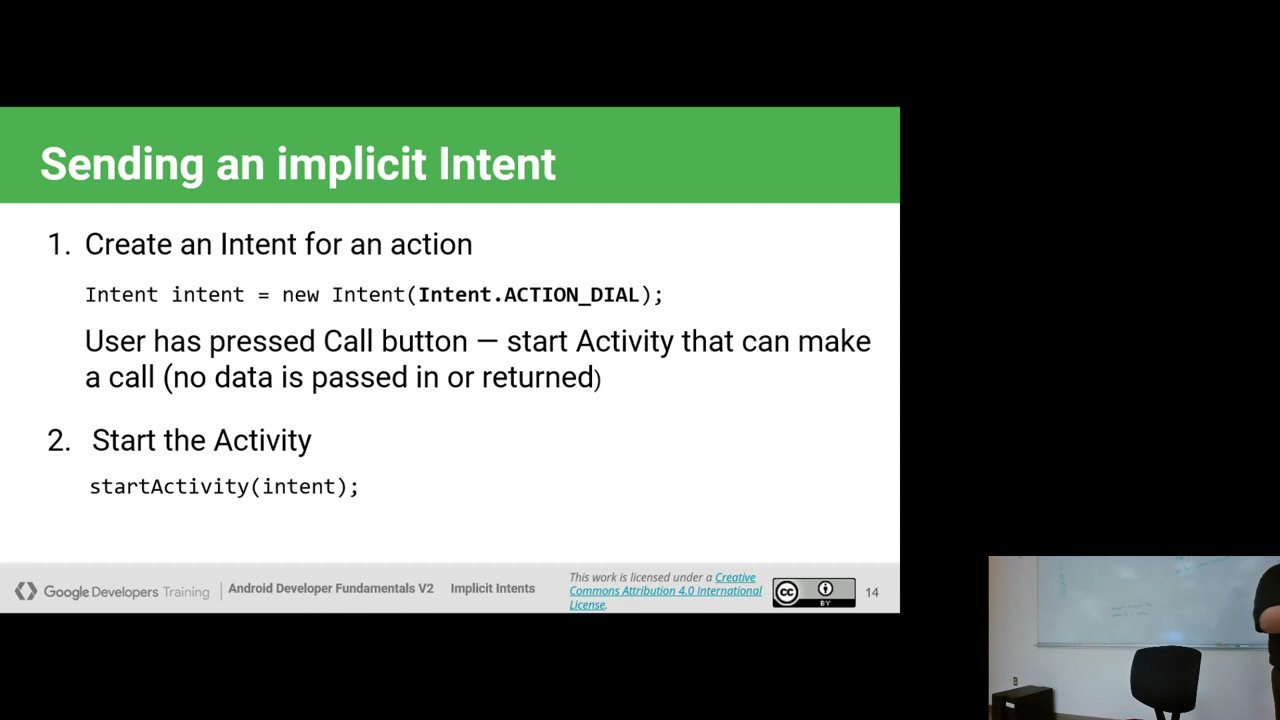 Sending an implicit Intent
1. Create an Intent for an action
Intent intent = new Intent(Intent.ACTION_DIAL);
User has pressed Call button — start Activity that can make
a call (no data is passed in or returned)
2. Start the Activity
startActivity(intent);
Google Developers Training
Android Developer Fundamentals V2
Implicit Intents
This work is licensed under a Creative
Commons Attribution 4.0 International
License.
cc
BY
14